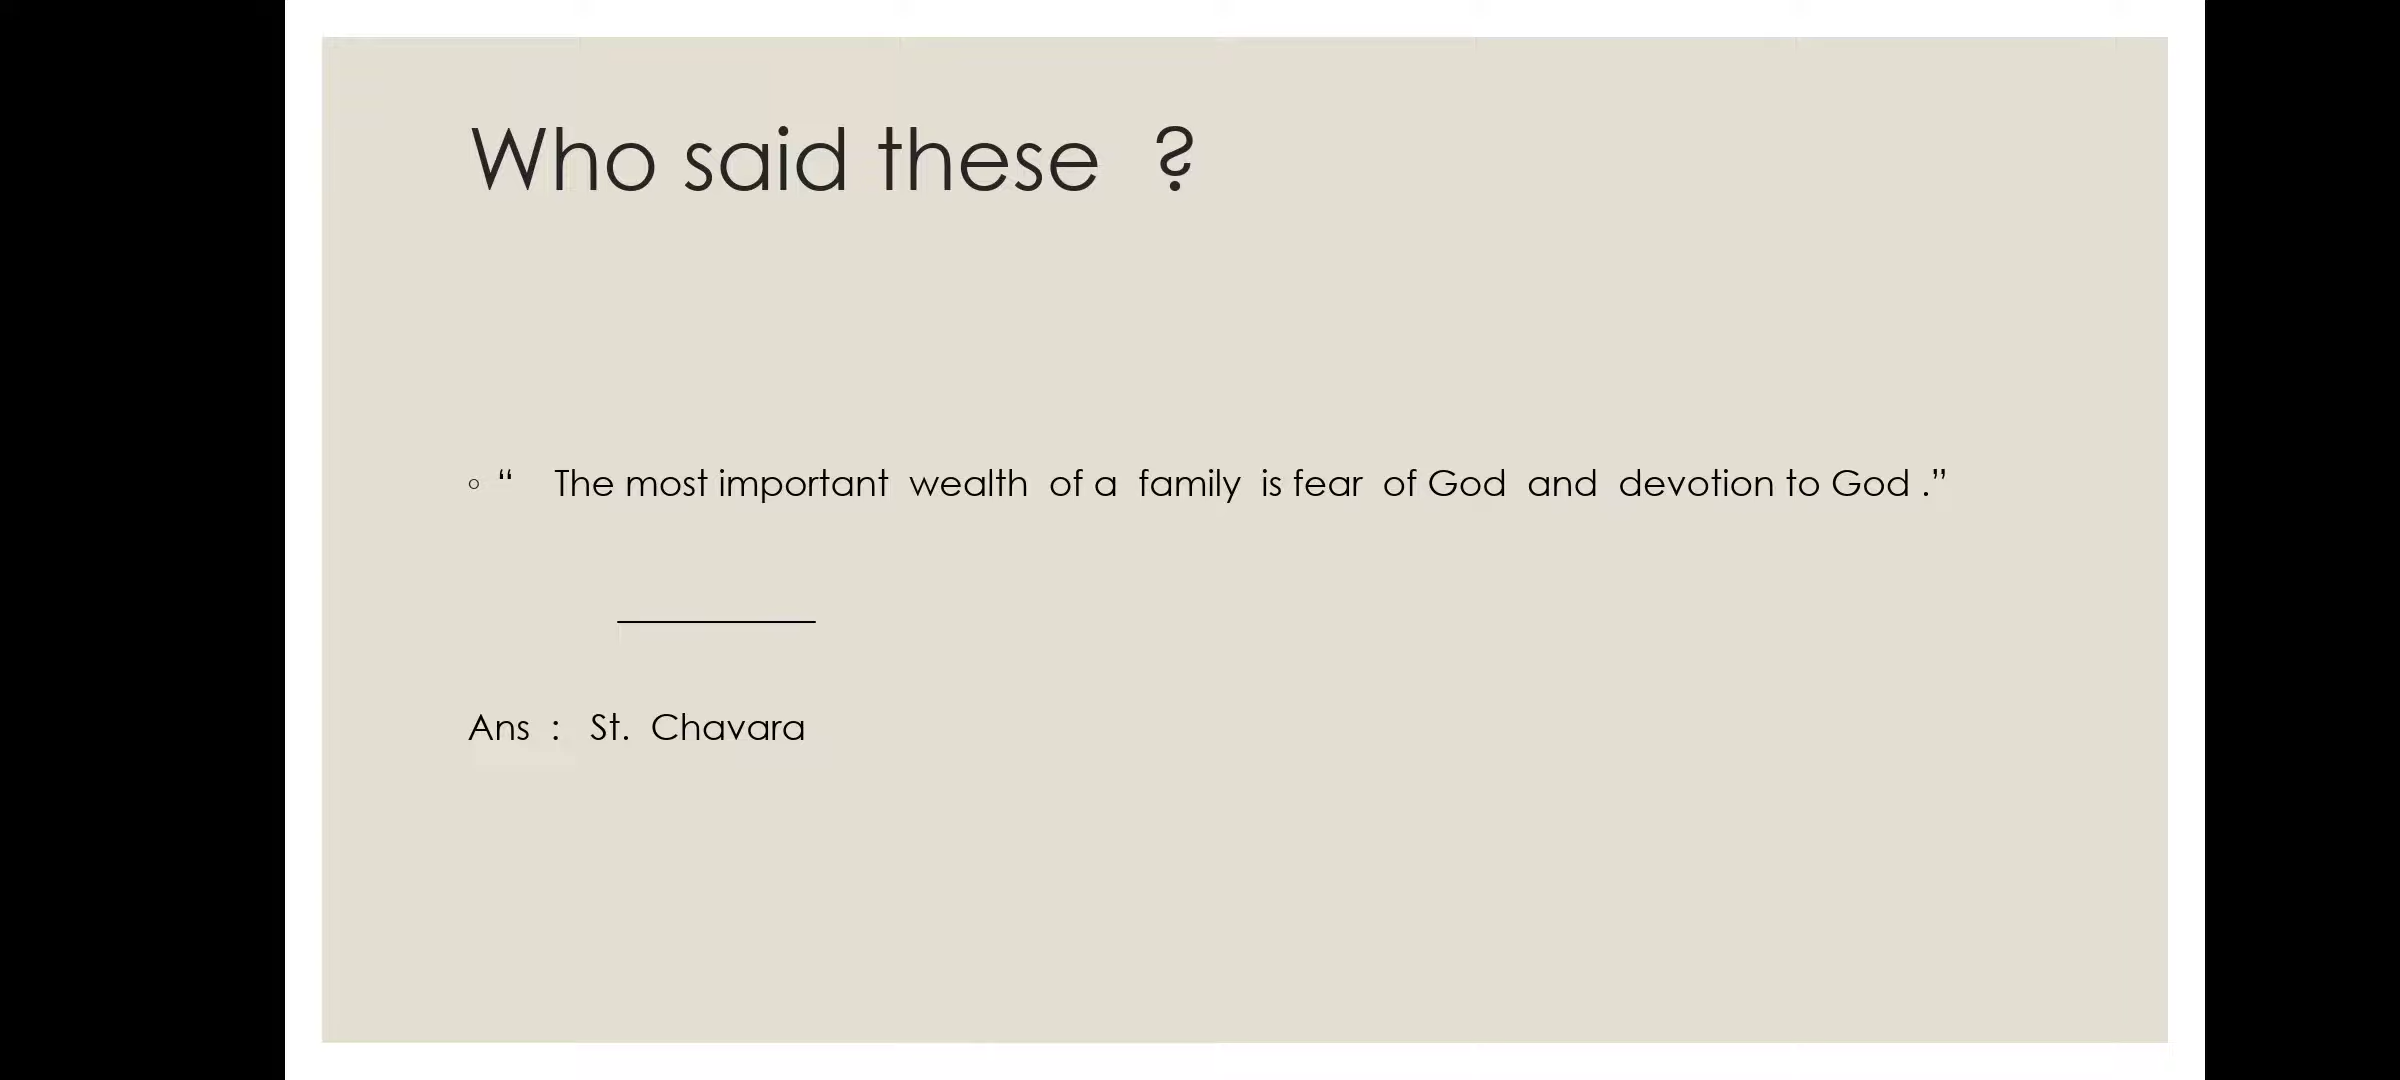 Who said these ?
◦ “ The most important wealth of a family is fear of God and devotion to God .”
__________
Ans : St. Chavara